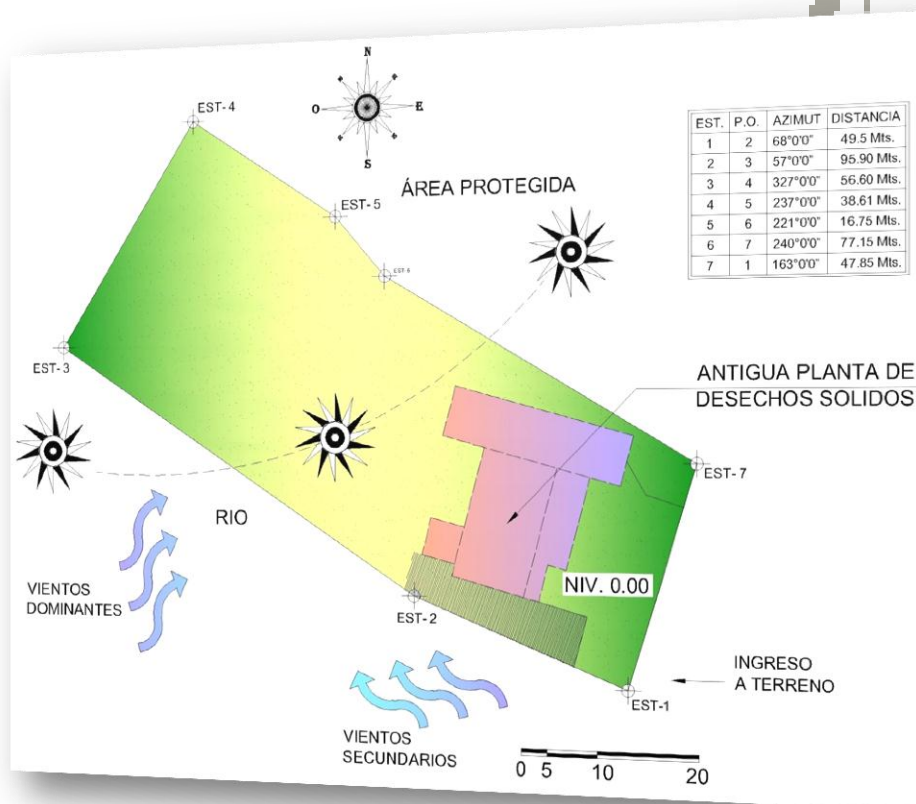 N
O E
S
EST-4
EST-5
ÁREA PROTEGIDA
EST-6
EST. P.O. AZIMUT DISTANCIA
1 2 68°0'0" 49.5 Mts.
2 3 57°0'0" 95.90 Mts.
3 4 327°0'0" 56.60 Mts.
4 5 237°0'0" 38.61 Mts.
5 6 221°0'0" 16.75 Mts.
6 7 240°0'0" 77.15 Mts.
7 1 163°0'0" 47.85 Mts.
EST-3
ANTIGUA PLANTA DE
DESECHOS SOLIDOS
EST-7
RIO
VIENTOS
DOMINANTES
NIV. 0.00
EST-2
INGRESO
A TERRENO
EST-1
VIENTOS
SECUNDARIOS
0 5 10 20